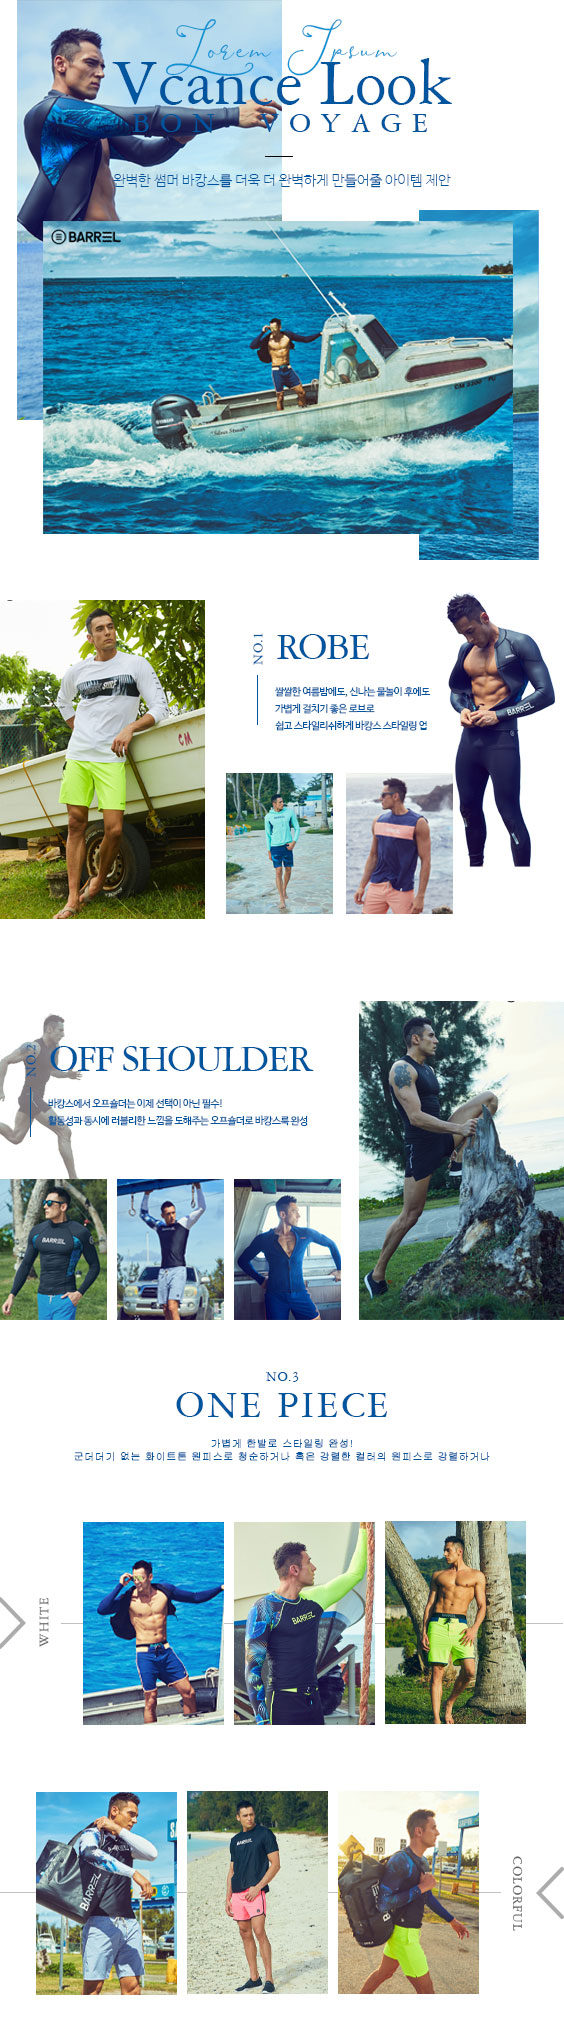 Lorem Ipsum
Vcance Look
BON VOYAGE
완벽한 썸머 바캉스를 더욱 더 완벽하게 만들어줄 아이템 제안
BARREL
YAMAHA
NO.1
ROBE
쌀쌀한 여름밤에도, 신나는 물놀이 후에도
가볍게 걸치기 좋은 로브로
쉽고 스타일리쉬하게 바캉스 스타일링 업
CM
BARREL
NO.2
OFF SHOULDER
바캉스에서 오프숄더는 이제 선택이 아닌 필수!
활동성과 동시에 러블리한 느낌을 도해주는 오프숄더로 바캉스룩 완성
BARREL
BARREL
NO.3
ONE PIECE
가볍게 한발로 스타일링 완성!
군더더기 없는 화이트톤 원피스로 청순하거나 혹은 강렬한 컬러의 원피스로 강렬하거나
WHITE
BARREL
BARREL
COLORFUL